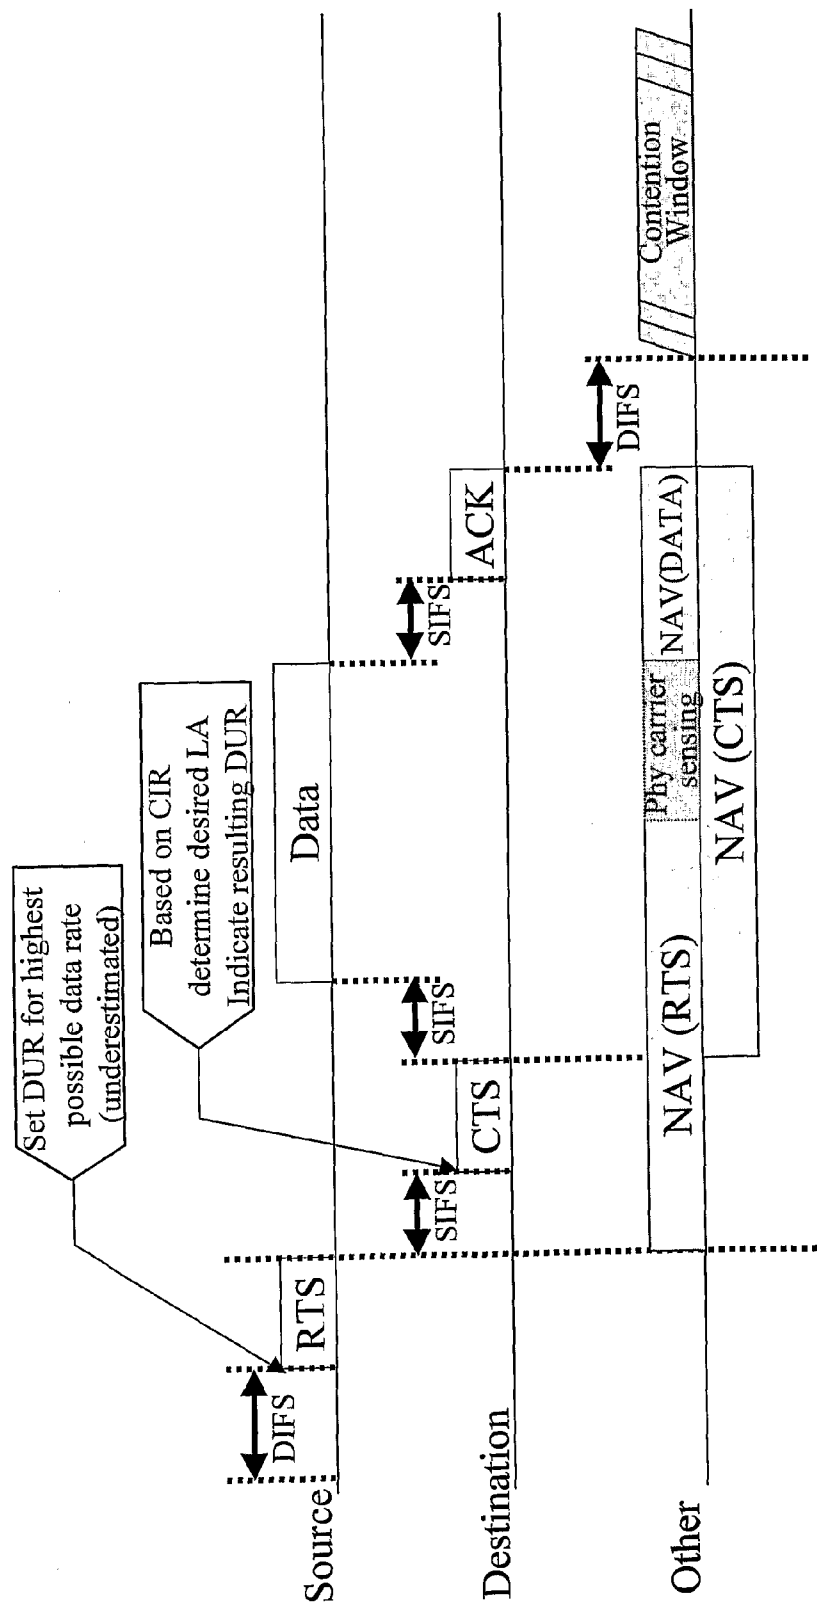 Set DUR for highest
possible data rate
(underestimated)
Based on CIR
determine desired LA
Indicate resulting DUR
Source
DIFS
RTS
Data
Destination
SIFS
CTS
SIFS
SIFS
ACK
DIFS
Other
NAV (RTS)
Phy carrier
sensing
NAV(DATA)
NAV (CTS)
Contention
Window